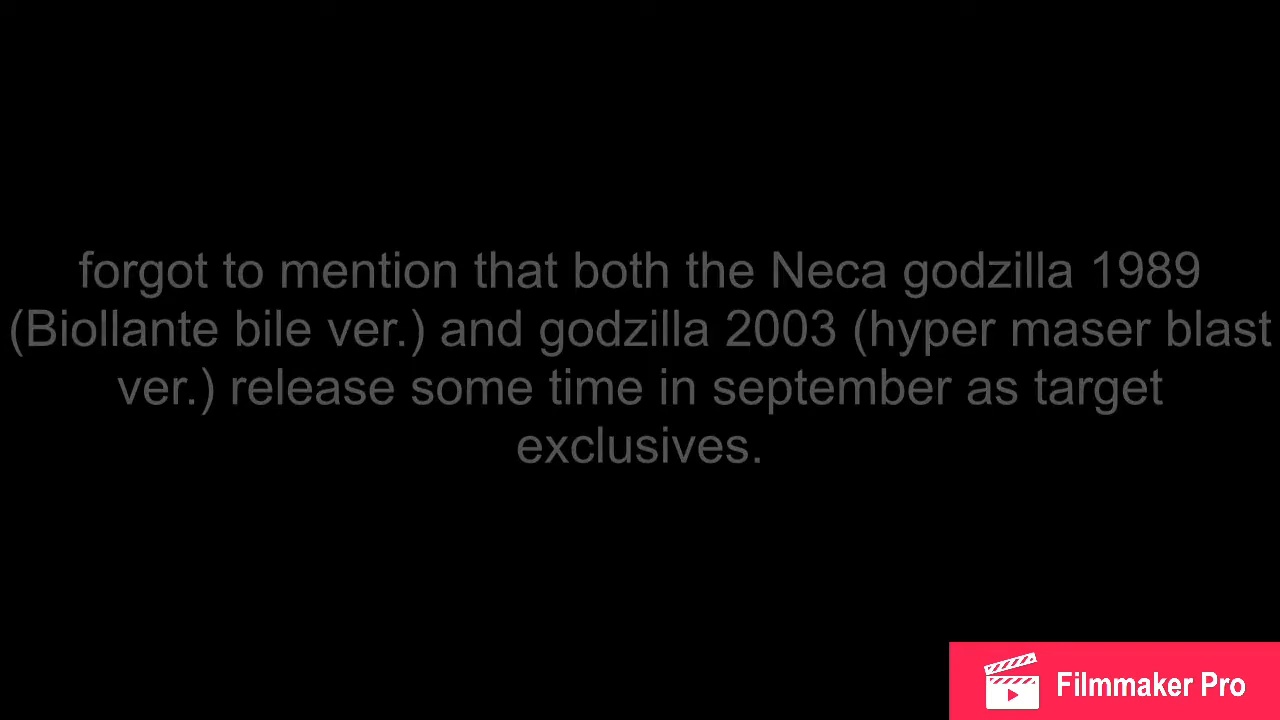 forgot to mention that both the Neca godzilla 1989
(Biollante bile ver.) and godzilla 2003 (hyper maser blast
ver.) release some time in september as target
exclusives.
Filmmaker Pro